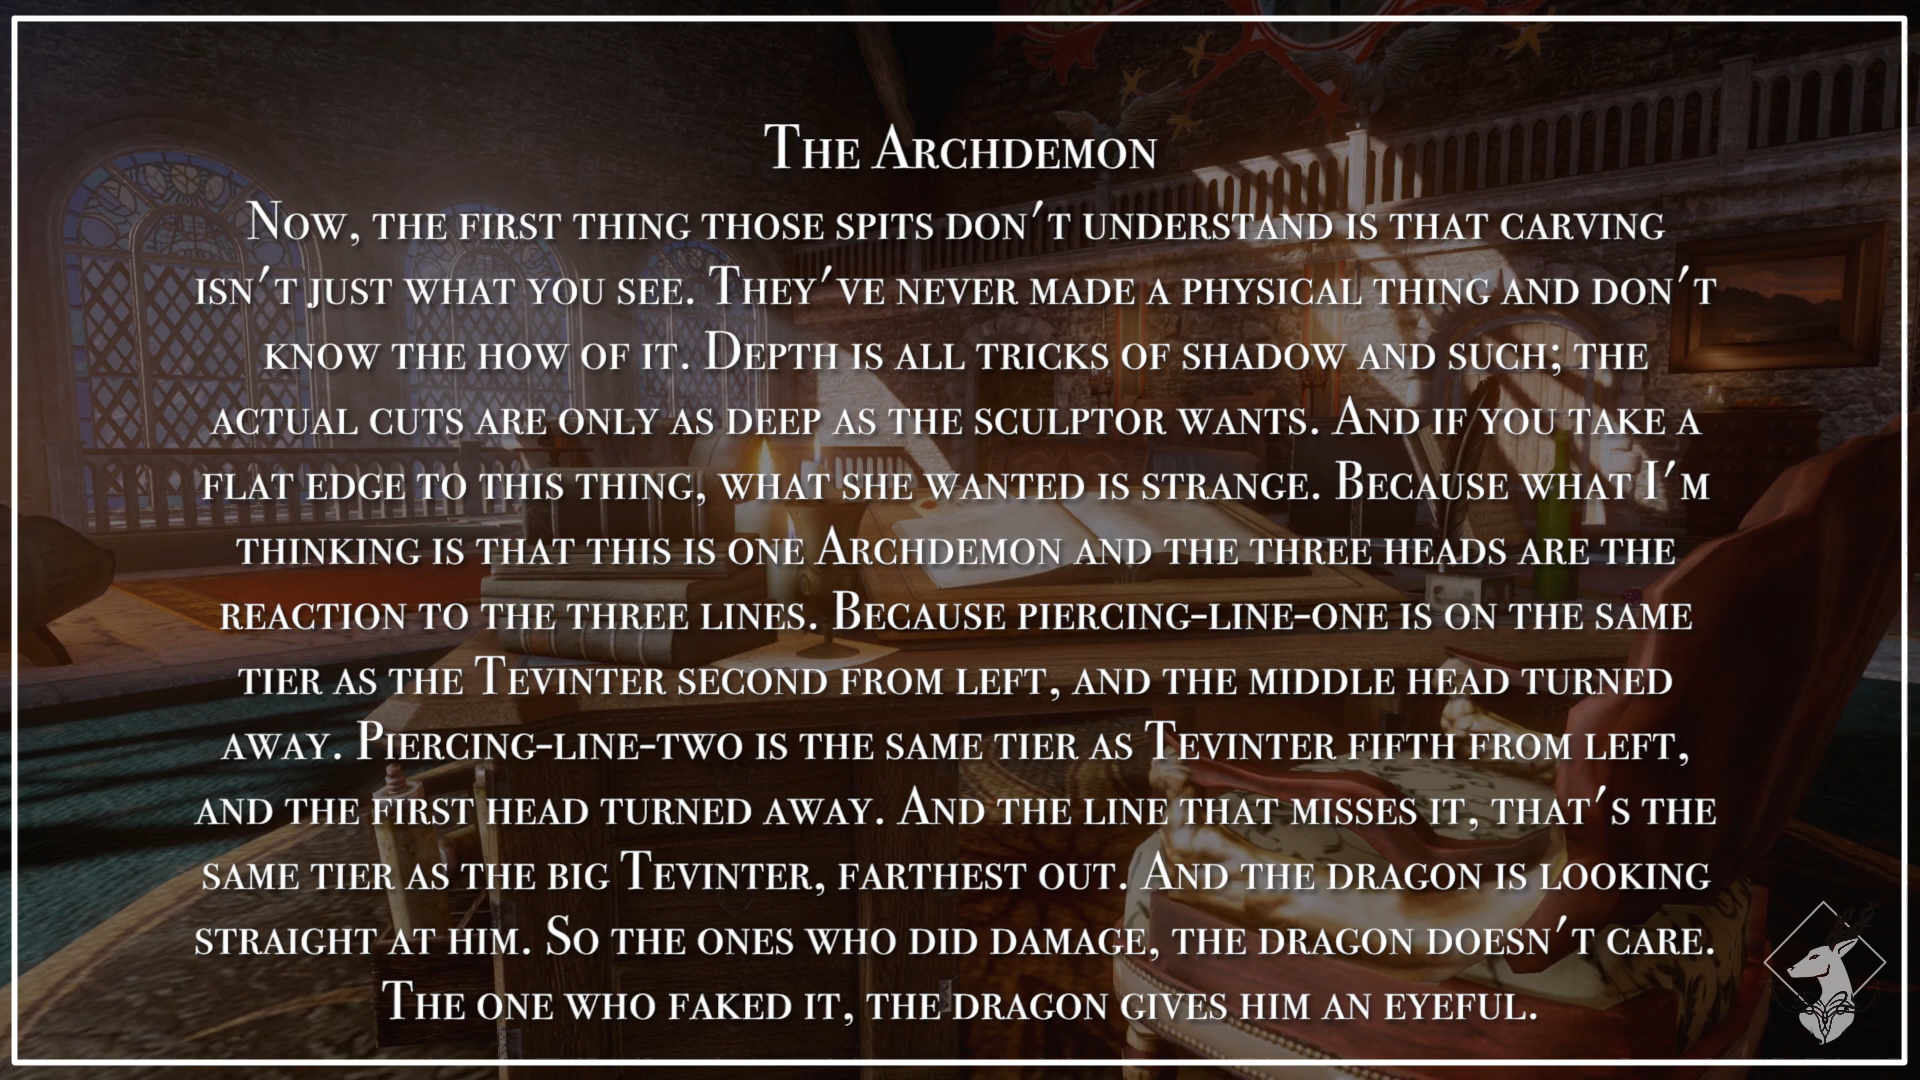 The Archdemon
Now, the first thing those spits don't understand is that carving
isn't just what you see. They've never made a physical thing and don't
know the how of it. Depth is all tricks of shadow and such; the
actual cuts are only as deep as the sculptor wants. And if you take a
flat edge to this thing, what she wanted is strange. Because what I'm
thinking is that this is one Archdemon and the three heads are the
reaction to the three lines. Because piercing-line-one is on the same
tier as the Tevinter second from left, and the middle head turned
away. Piercing-line-two is the same tier as Tevinter fifth from left,
and the first head turned away. And the line that misses it, that's the
same tier as the big Tevinter, farthest out. And the dragon is looking
straight at him. So the ones who did damage, the dragon doesn't care.
The one who faked it, the dragon gives him an eyeful.